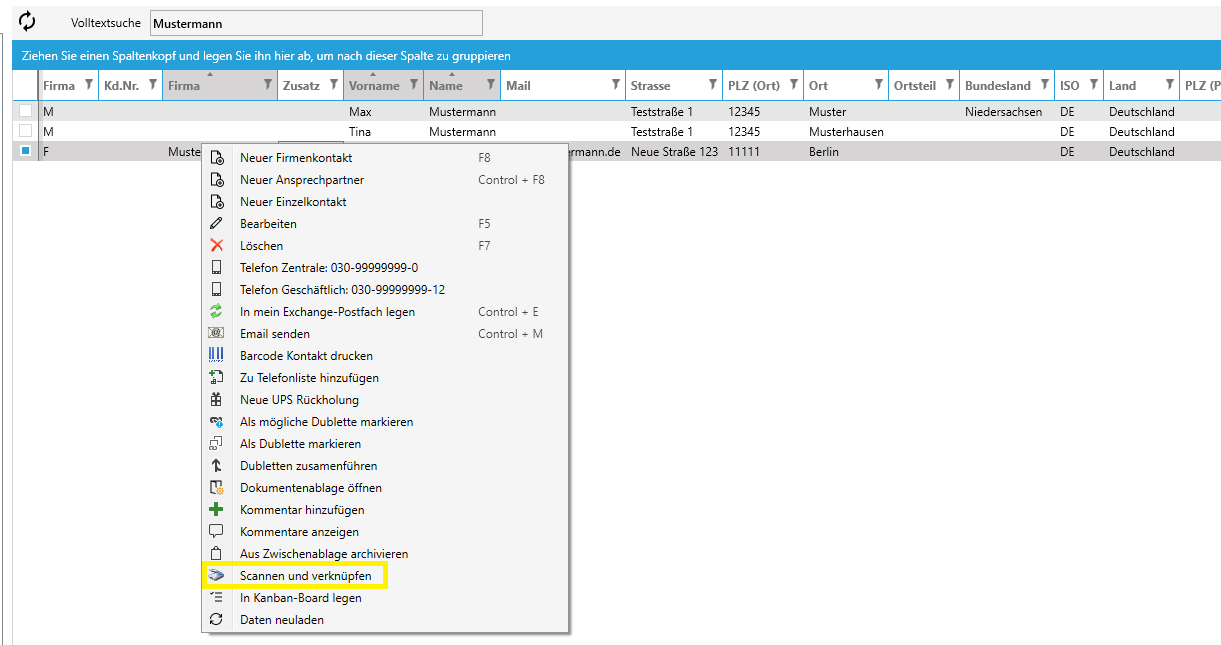 Volltextsuche Mustermann
Ziehen Sie einen Spaltenkopf und legen Sie ihn hier ab, um nach dieser Spalte zu gruppieren
Firma Kd.Nr. Firma Zusatz Vorname Name Mail Strasse PLZ (Ort) Ort Ortsteil Bundesland ISO Land PLZ (P
M Max Mustermann Teststraße 1 12345 Muster Niedersachsen DE Deutschland
M Tina Mustermann Teststraße 1 12345 Musterhausen DE Deutschland
F Muste ermann.de Neue Straße 123 11111 Berlin DE Deutschland
Neuer Firmenkontakt F8
Neuer Ansprechpartner Control + F8
Neuer Einzelkontakt
Bearbeiten F5
Löschen F7
Telefon Zentrale: 030-99999999-0
Telefon Geschäftlich: 030-99999999-12
In mein Exchange-Postfach legen Control + E
Email senden Control + M
Barcode Kontakt drucken
Zu Telefonliste hinzufügen
Neue UPS Rückholung
Als mögliche Dublette markieren
Als Dublette markieren
Dubletten zusamenführen
Dokumentenablage öffnen
Kommentar hinzufügen
Kommentare anzeigen
Aus Zwischenablage archivieren
Scannen und verknüpfen
In Kanban-Board legen
Daten neuladen